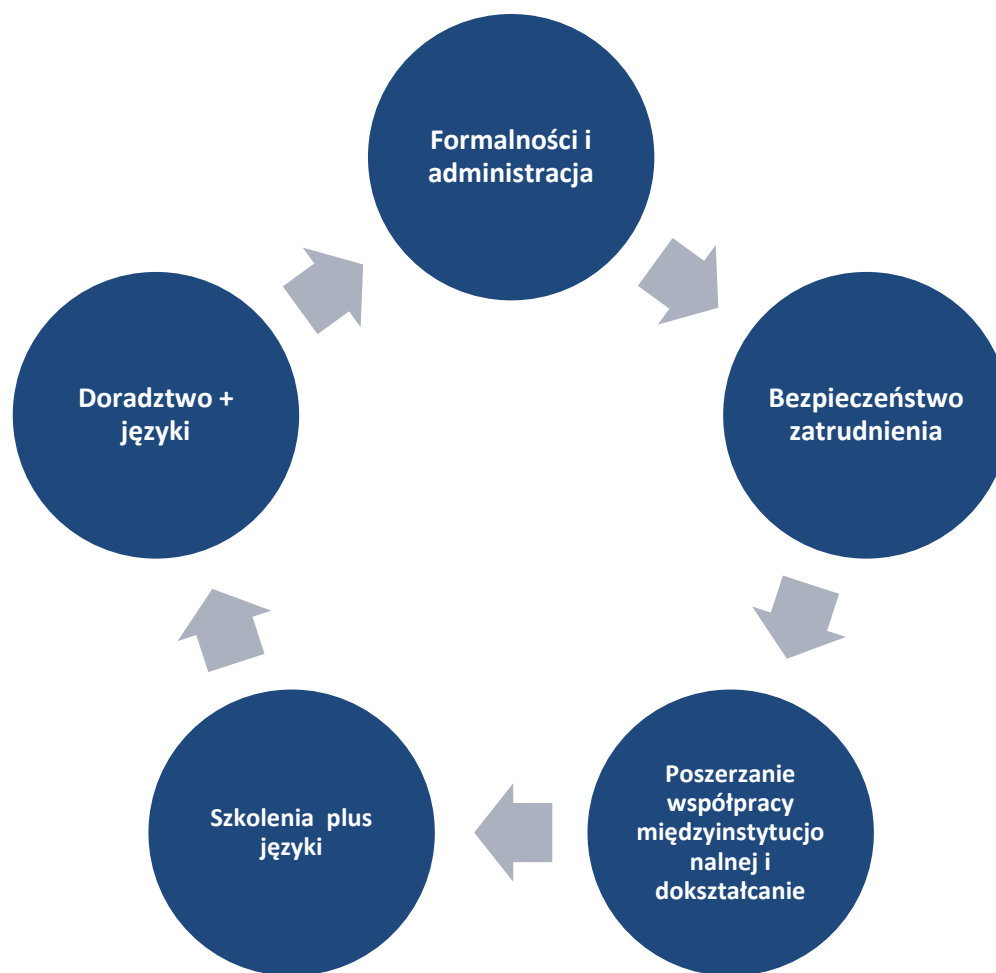 Formalności i
administracja
Bezpieczeństwo
zatrudnienia
Poszerzanie
współpracy
międzyinstytucjo
nalnej i
dokształcanie
Szkolenia plus
języki
Doradztwo +
języki